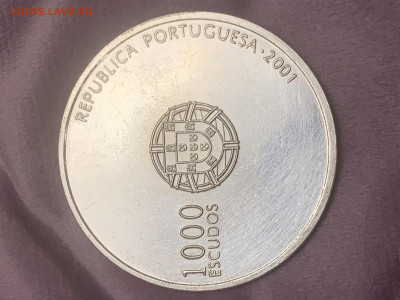 REPUBLICA PORTUGUESA · 2001
1000
ESCUDOS